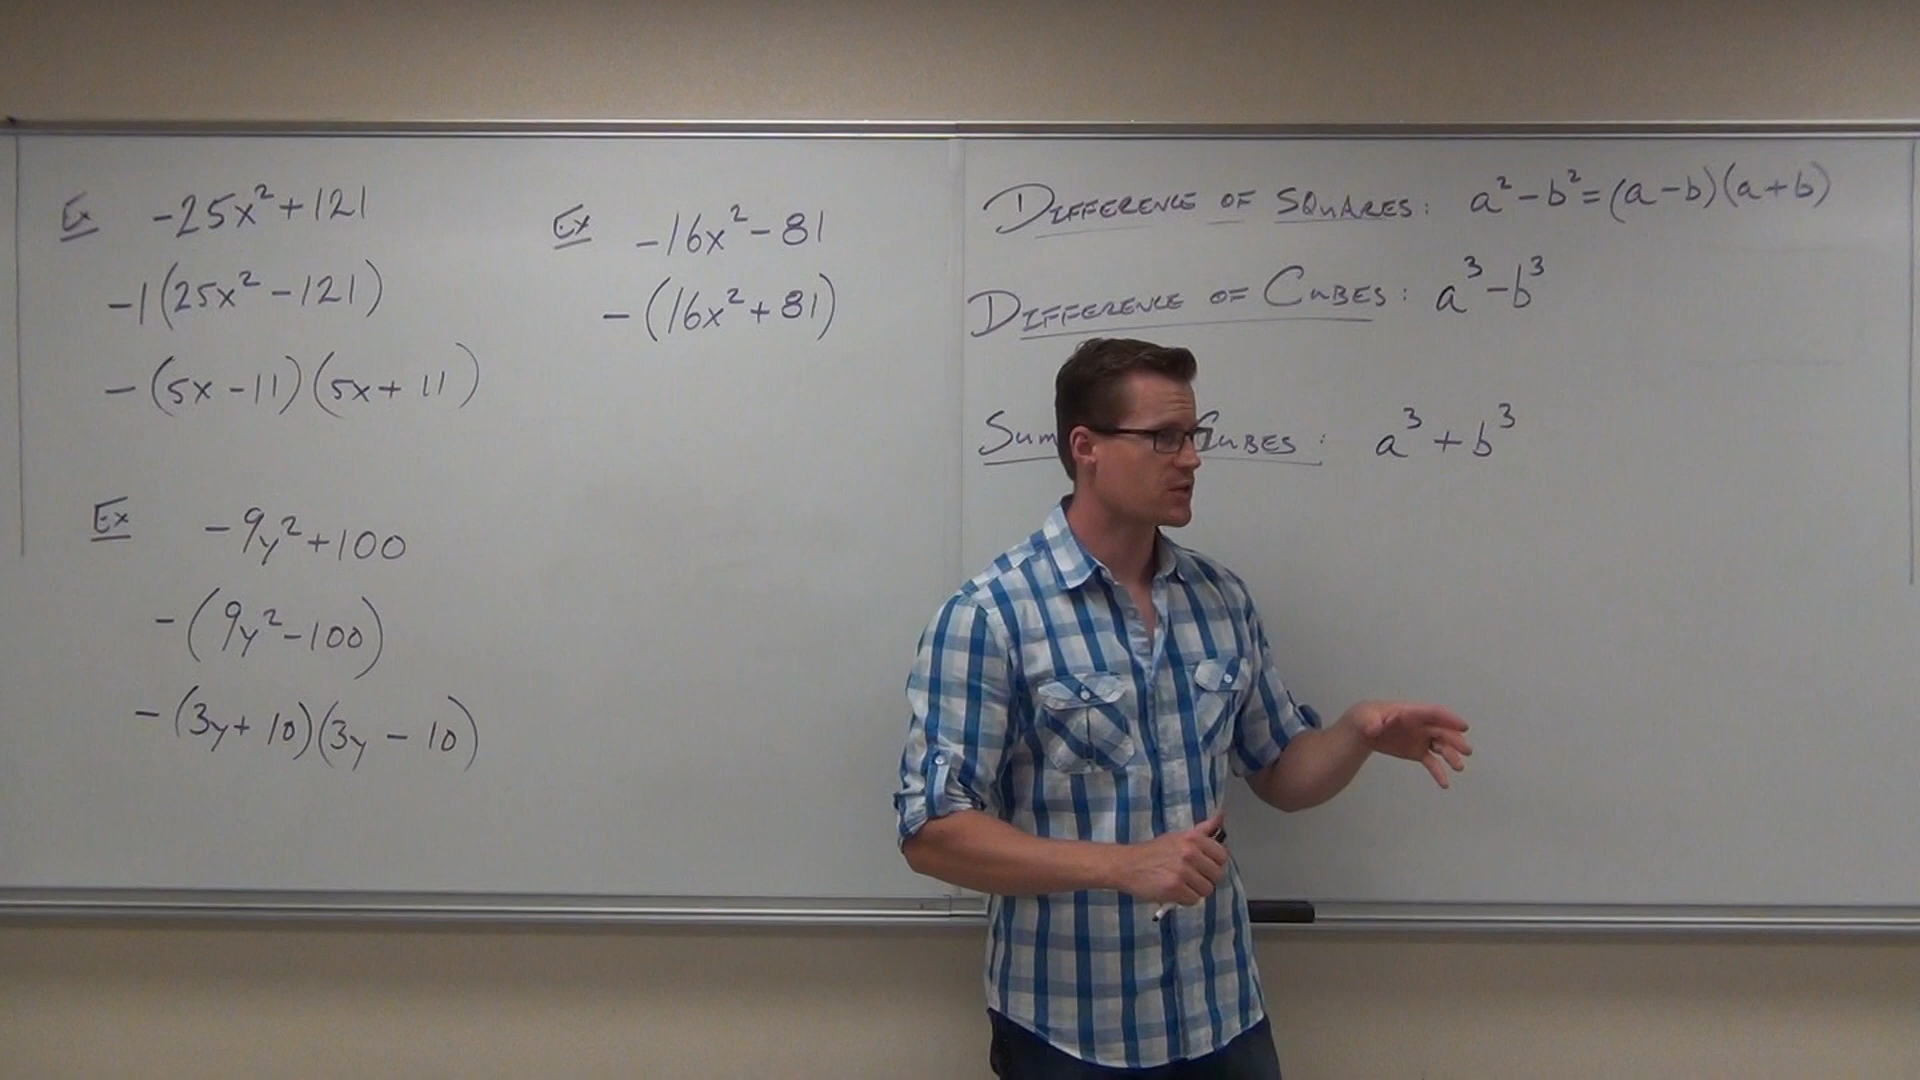 Ex -25x²+121
-1(25x²-121)
-(5x-11)(5x+11)
Ex -16x²-81
-(16x²+81)
Ex -9y²+100
-(9y²-100)
-(3y+10)(3y-10)
DIFFERENCE OF SQUARES: a²-b²=(a-b)(a+b)
DIFFERENCE OF CUBES: a³-b³
SUM CUBES: a³+b³